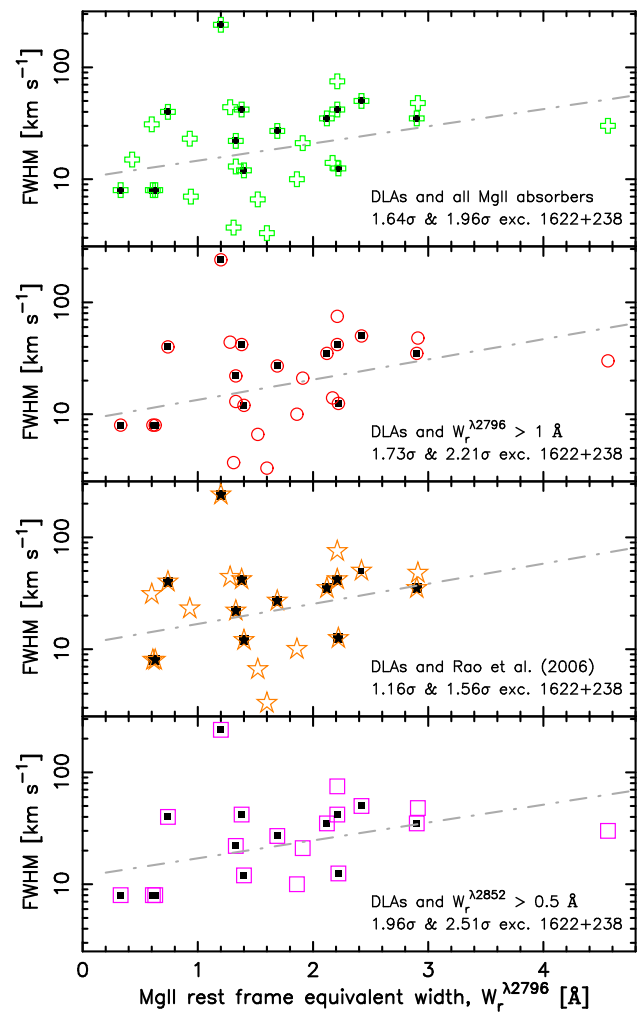 100
10
FWHM [km s⁻¹]
DLAs and all MgII absorbers
1.64σ & 1.96σ exc. 1622+238
100
10
FWHM [km s⁻¹]
DLAs and W_r^λ2796 > 1 Å
1.73σ & 2.21σ exc. 1622+238
100
10
FWHM [km s⁻¹]
DLAs and Rao et al. (2006)
1.16σ & 1.56σ exc. 1622+238
100
10
FWHM [km s⁻¹]
DLAs and W_r^λ2852 > 0.5 Å
1.96σ & 2.51σ exc. 1622+238
0 1 2 3 4
MgII rest frame equivalent width, W_r^λ2796 [Å]